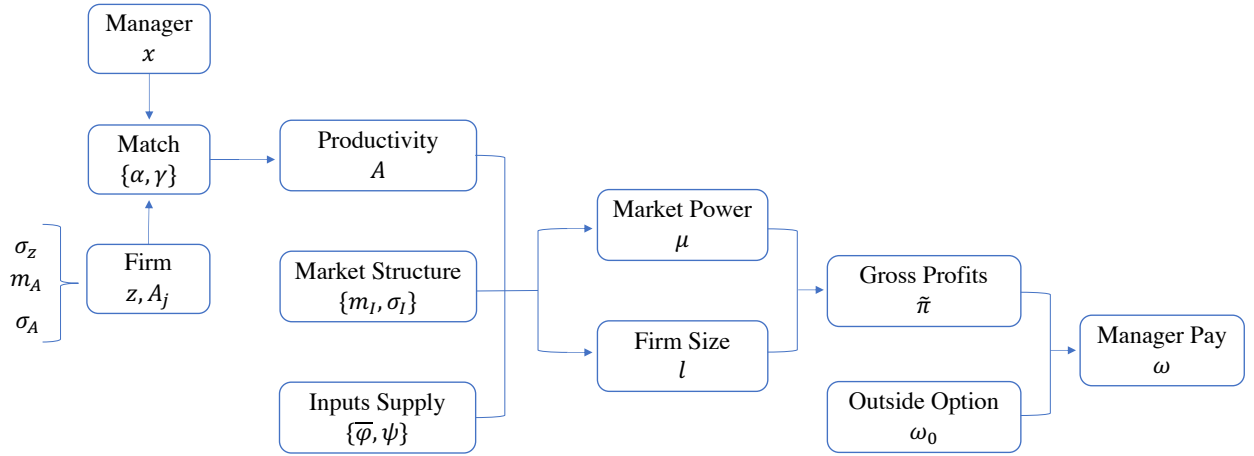 Manager
x
Match
{α, γ}
σ_z
m_A
σ_A
Firm
z, A_j
Productivity
A
Market Structure
{m_I, σ_I}
Inputs Supply
{φ̅, ψ}
Market Power
μ
Firm Size
l
Gross Profits
π̃
Outside Option
ω_0
Manager Pay
ω